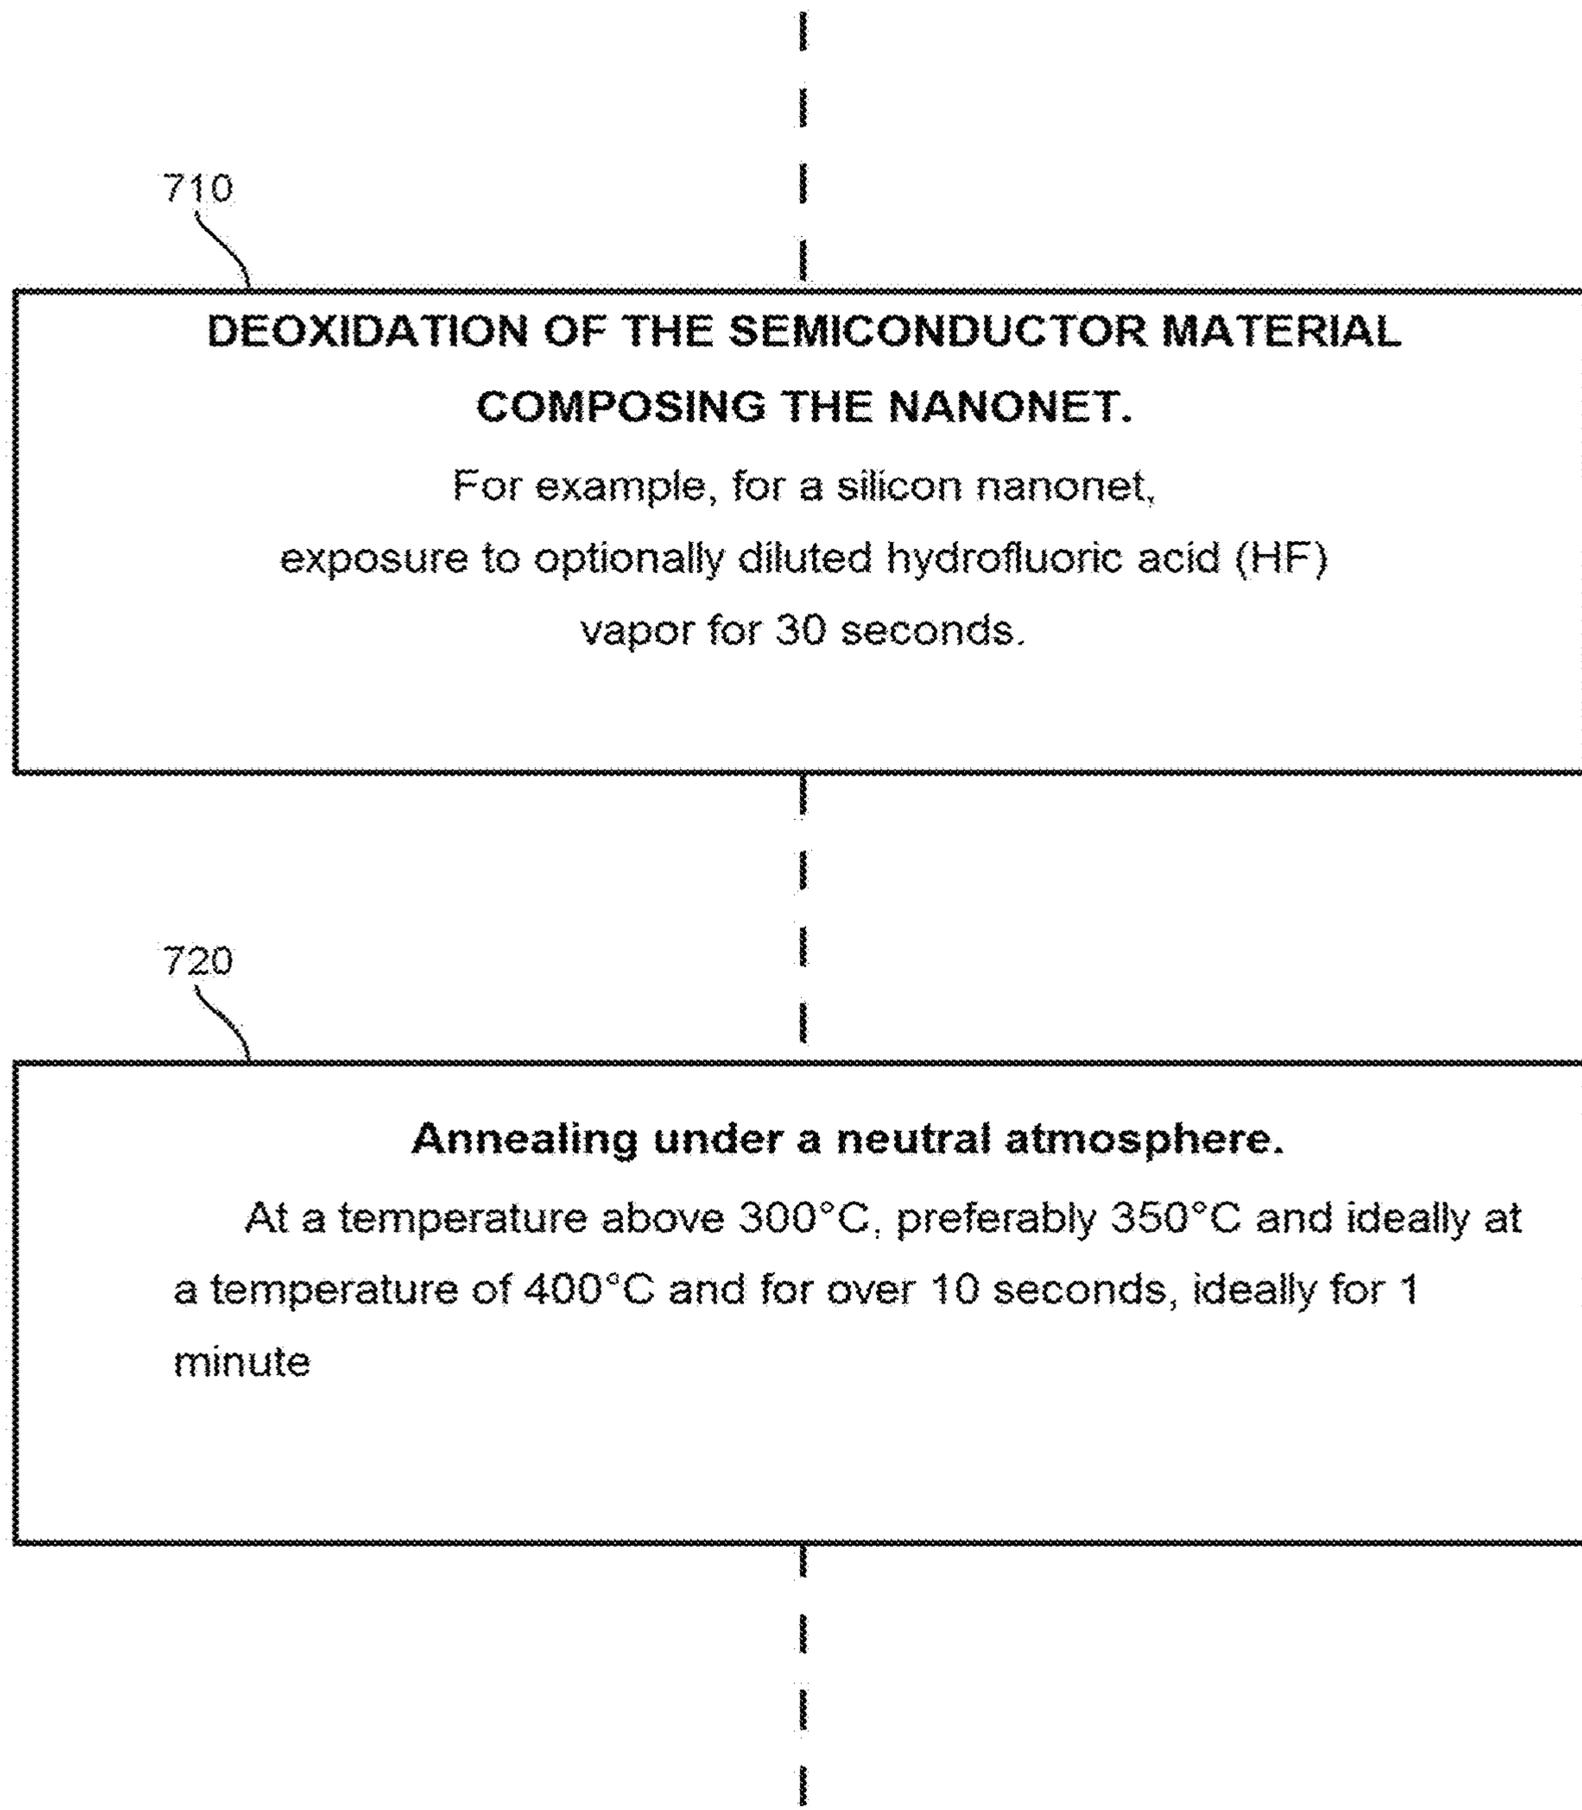 710
DEOXIDATION OF THE SEMICONDUCTOR MATERIAL
COMPOSING THE NANONET.
For example, for a silicon nanonet,
exposure to optionally diluted hydrofluoric acid (HF)
vapor for 30 seconds.
720
Annealing under a neutral atmosphere.
At a temperature above 300°C, preferably 350°C and ideally at
a temperature of 400°C and for over 10 seconds, ideally for 1
minute